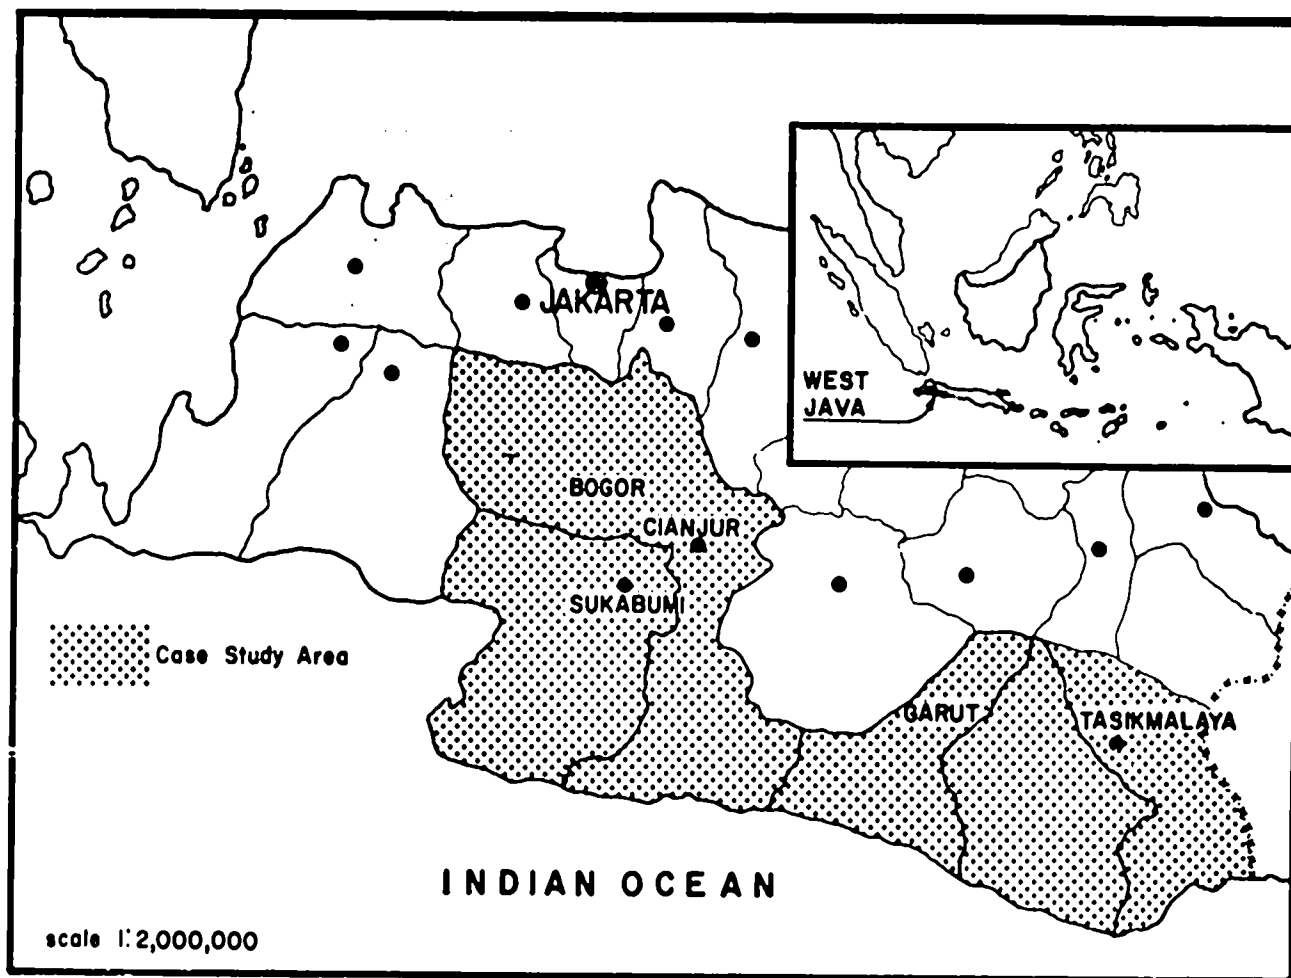 JAKARTA
WEST
JAVA
BOGOR
CIANJUR
SUKABUMI
Case Study Area
GARUT
TASIKMALAYA
INDIAN OCEAN
scale 1:2,000,000